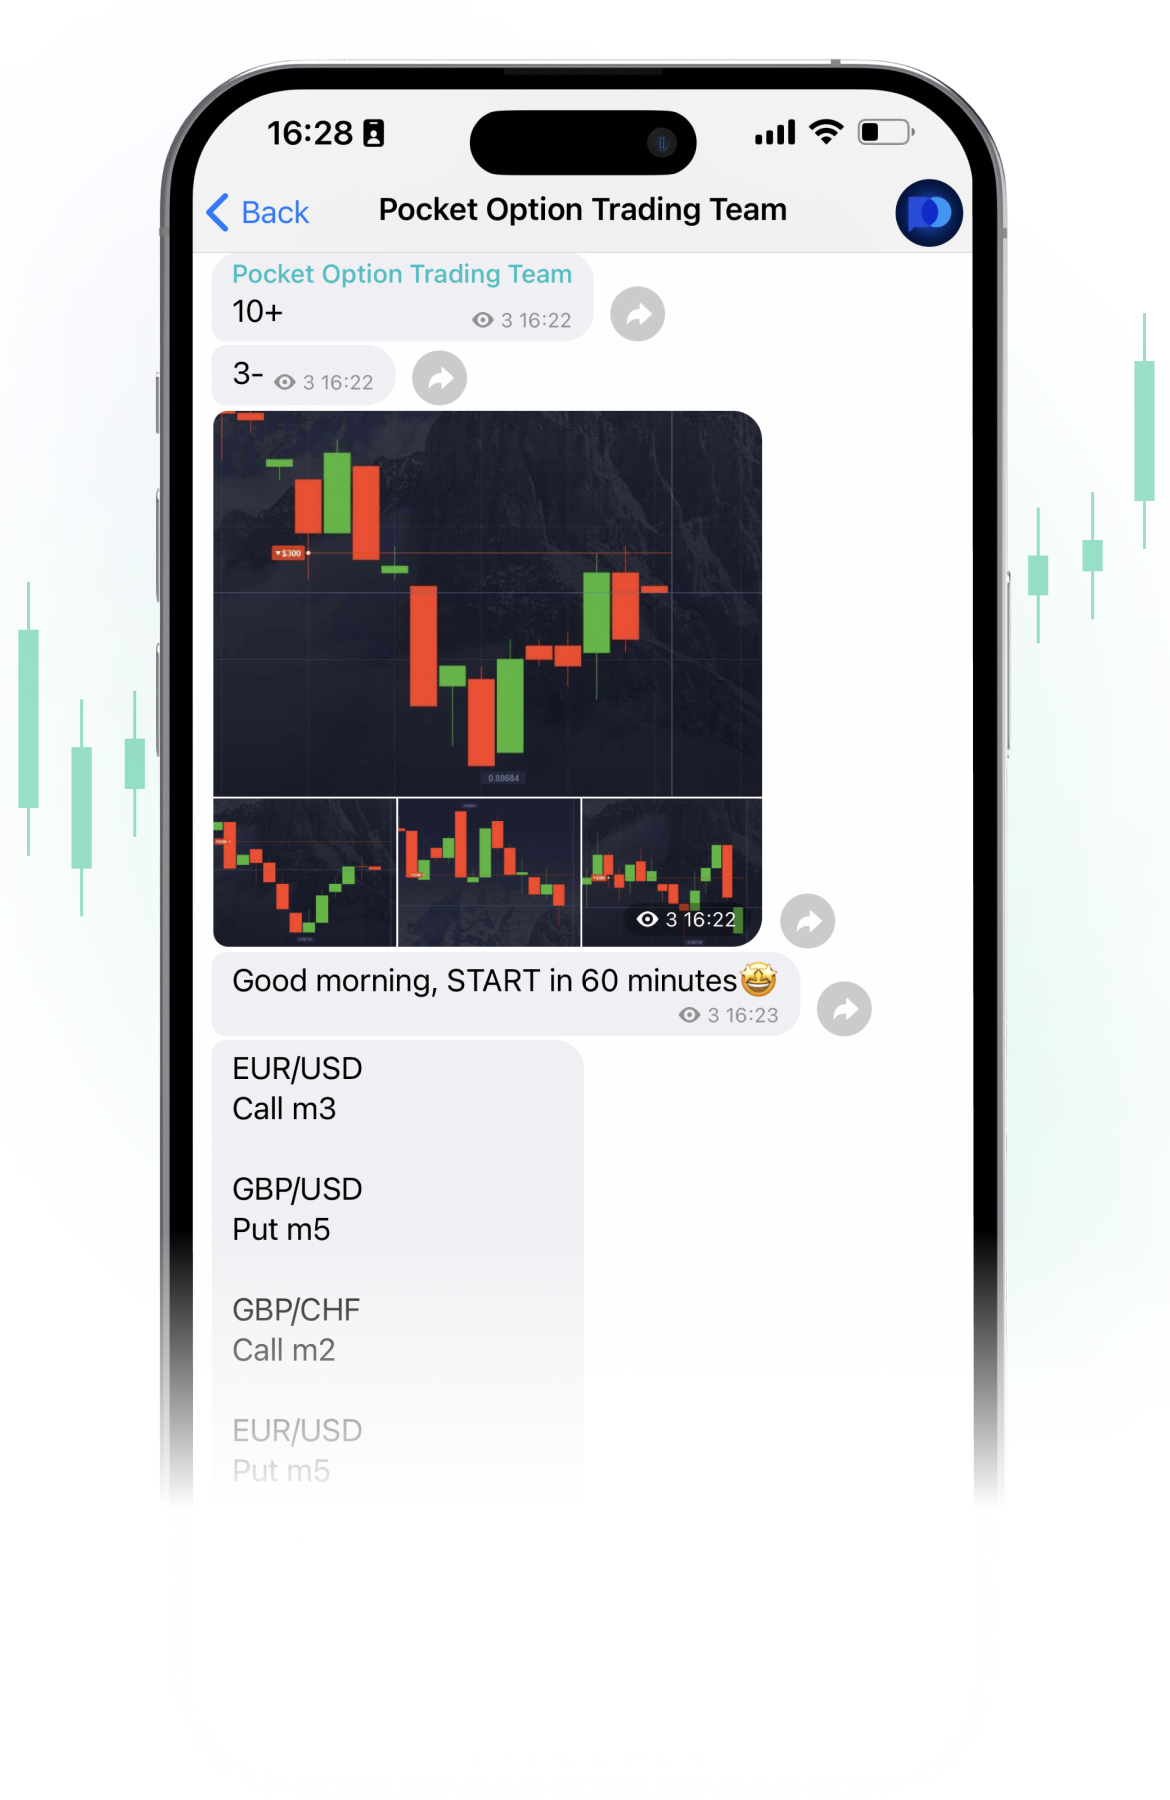 16:28
Back
Pocket Option Trading Team
Pocket Option Trading Team
10+
3 16:22
3- 3 16:22
$300
0.88684
3 16:22
Good morning, START in 60 minutes🤩
3 16:23
EUR/USD
Call m3
GBP/USD
Put m5
GBP/CHF
Call m2
EUR/USD
Put m5